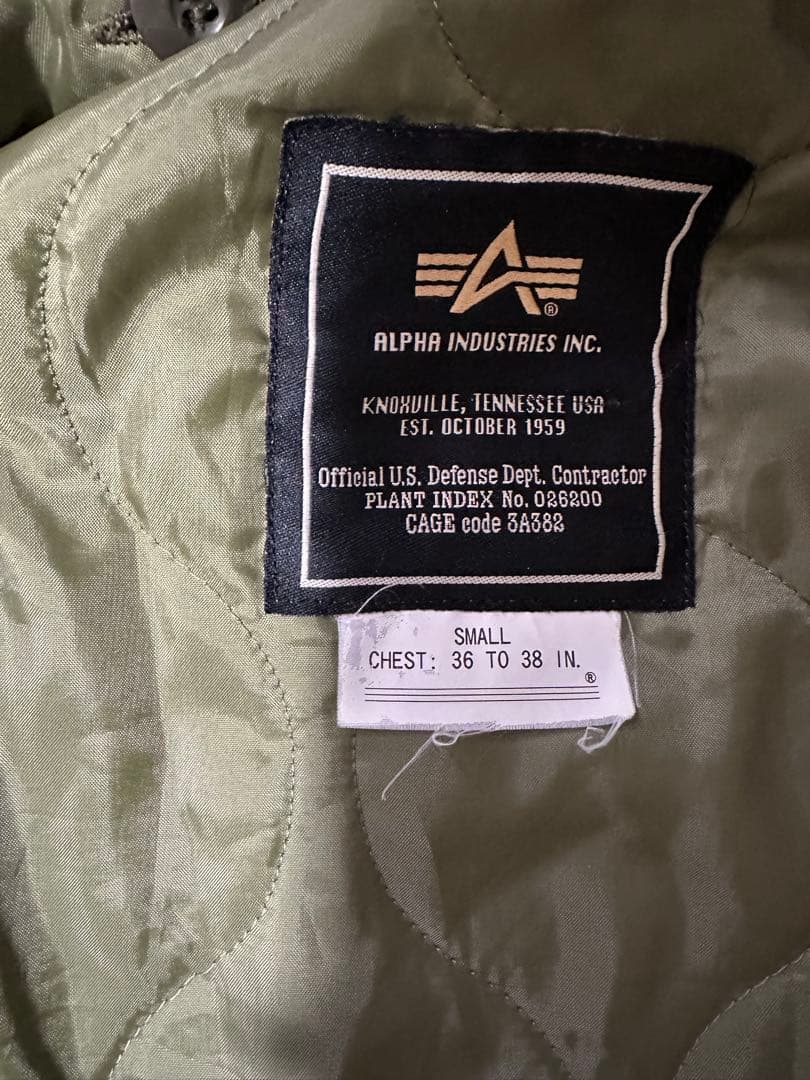 ®
ALPHA INDUSTRIES INC.
KNOXVILLE, TENNESSEE USA
EST. OCTOBER 1959
Official U.S. Defense Dept. Contractor
PLANT INDEX No. 026200
CAGE code 3A382
SMALL
CHEST: 36 TO 38 IN.
®